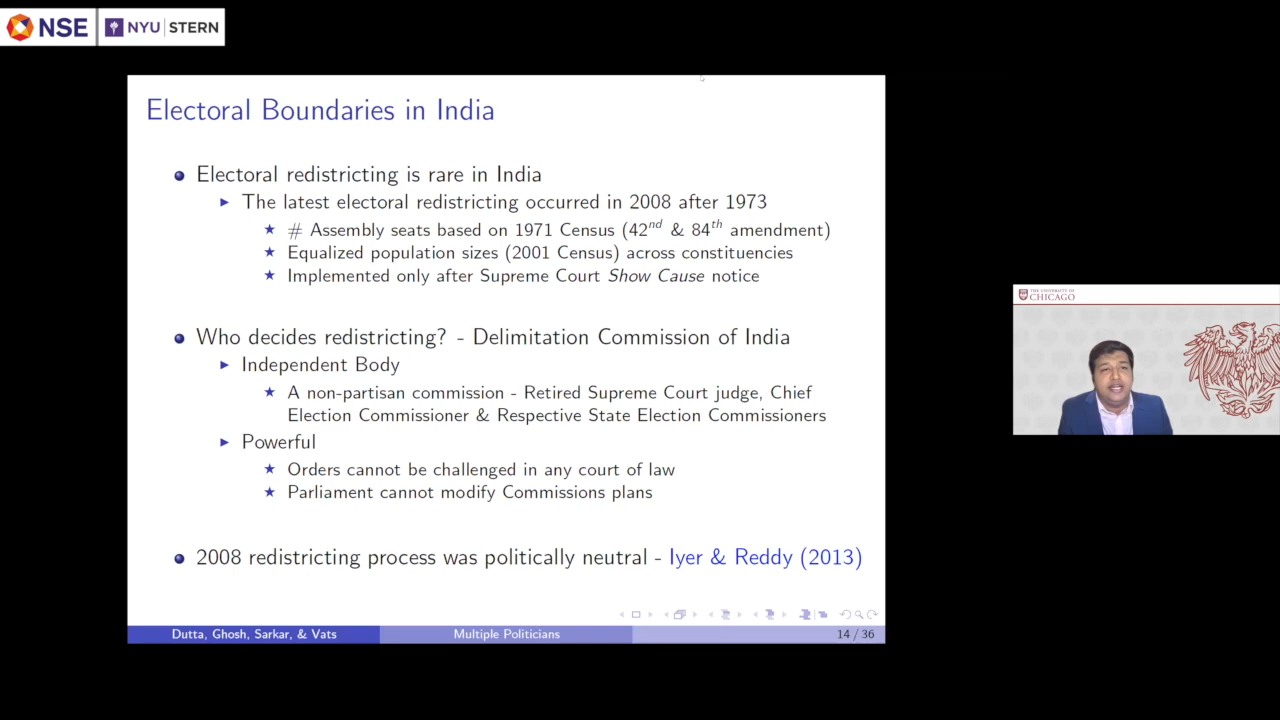 NSE
NYU STERN
Electoral Boundaries in India
Electoral redistricting is rare in India
The latest electoral redistricting occurred in 2008 after 1973
# Assembly seats based on 1971 Census (42nd & 84th amendment)
Equalized population sizes (2001 Census) across constituencies
Implemented only after Supreme Court Show Cause notice
Who decides redistricting? - Delimitation Commission of India
Independent Body
A non-partisan commission - Retired Supreme Court judge, Chief
Election Commissioner & Respective State Election Commissioners
Powerful
Orders cannot be challenged in any court of law
Parliament cannot modify Commissions plans
2008 redistricting process was politically neutral - Iyer & Reddy (2013)
Dutta, Ghosh, Sarkar, & Vats
Multiple Politicians
14 / 36
THE UNIVERSITY OF
CHICAGO